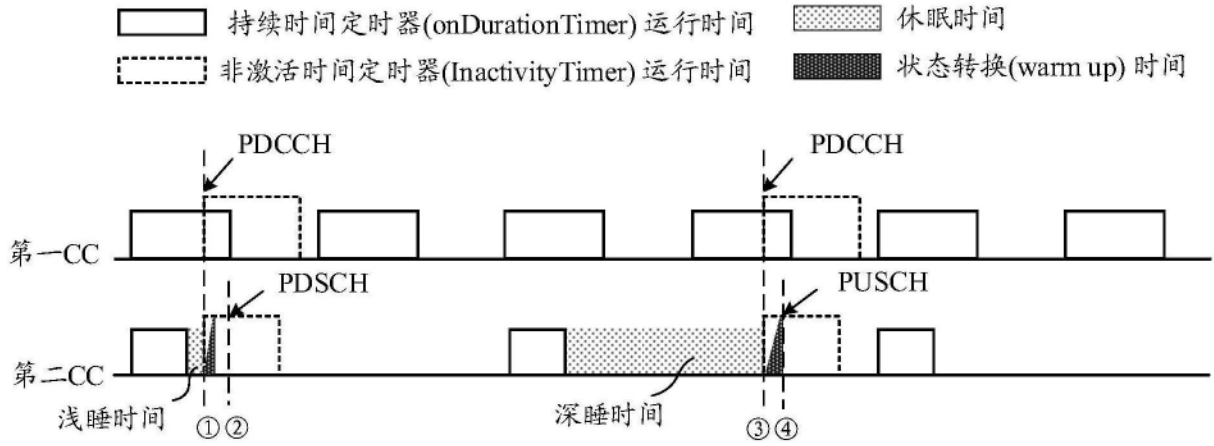 持续时间定时器(onDurationTimer) 运行时间
休眠时间
非激活时间定时器(InactivityTimer) 运行时间
状态转换(warm up) 时间
PDCCH
PDCCH
第一CC
PDSCH
PUSCH
第二CC
浅睡时间
①②
深睡时间
③④